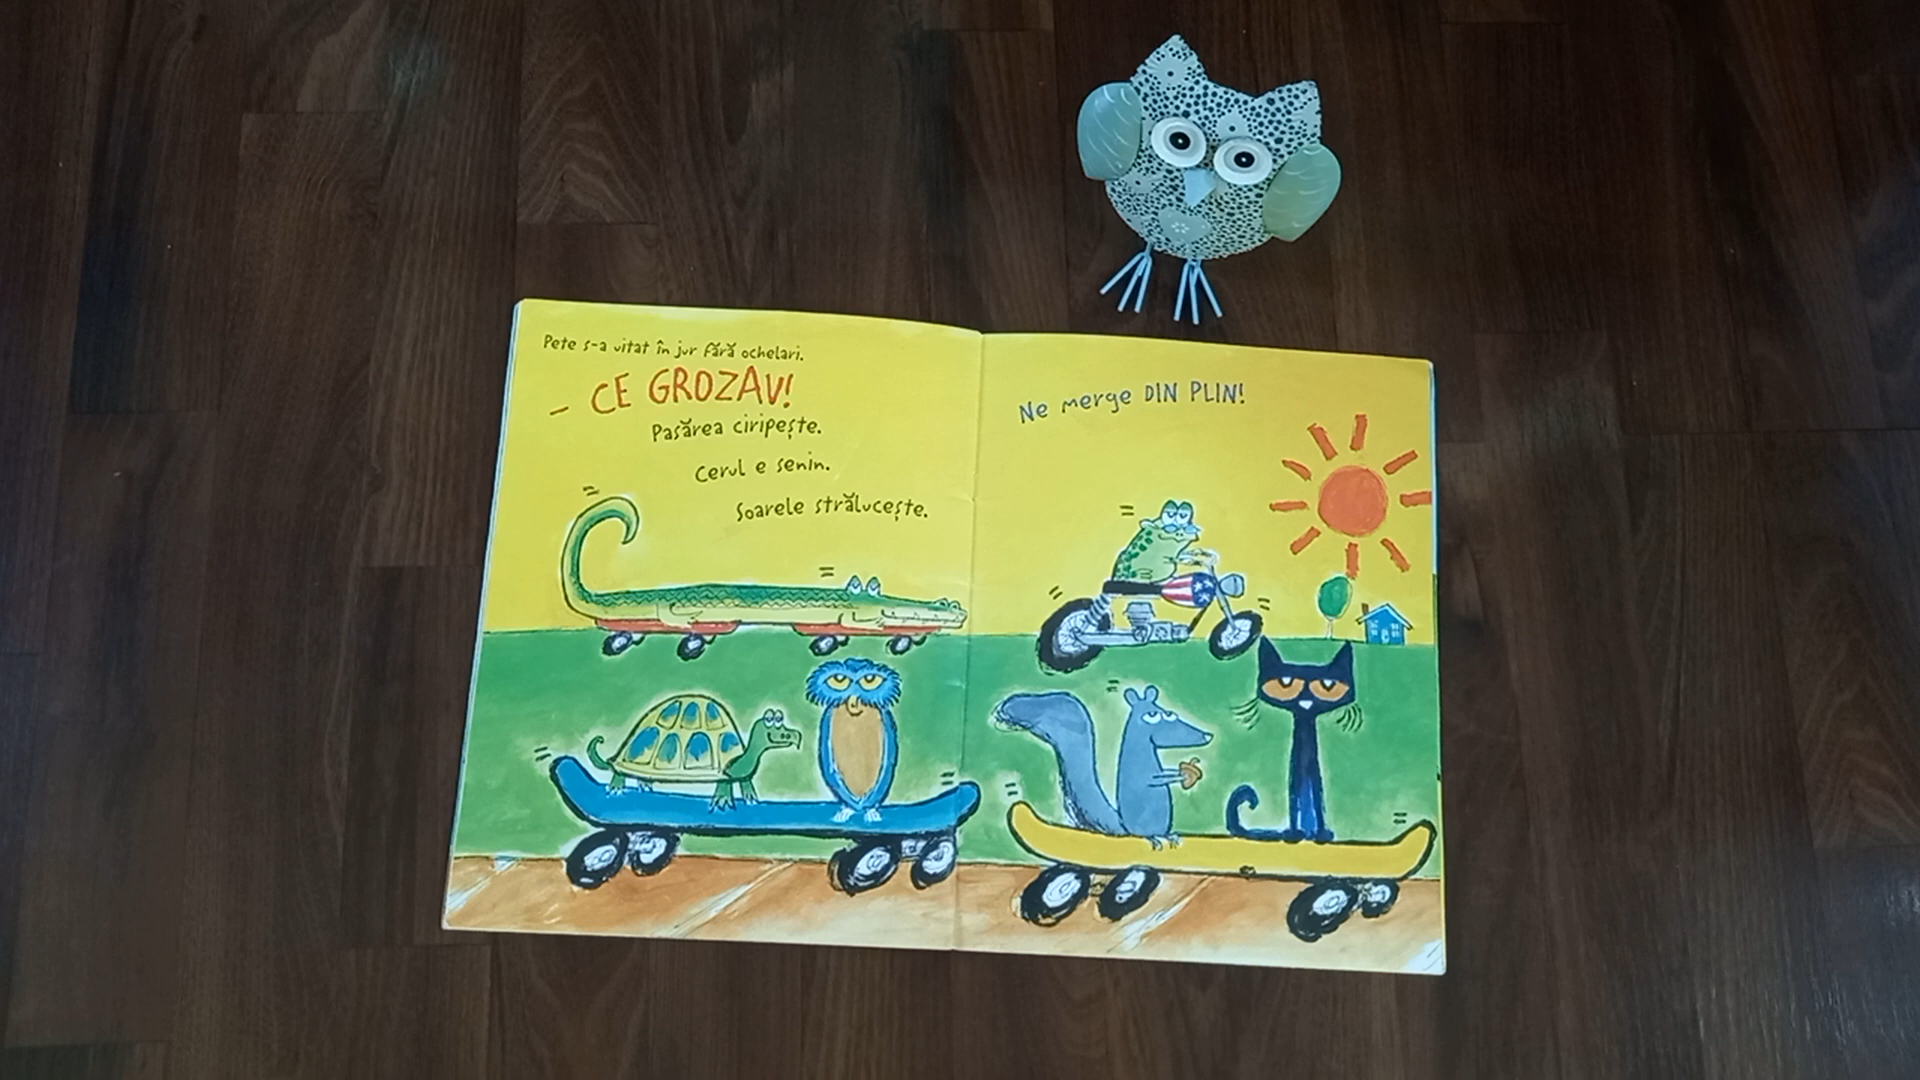 Pete s-a uitat în jur fără ochelari.
– CE GROZAV!
Pasărea ciripește.
Cerul e senin.
Soarele strălucește.
Ne merge DIN PLIN!